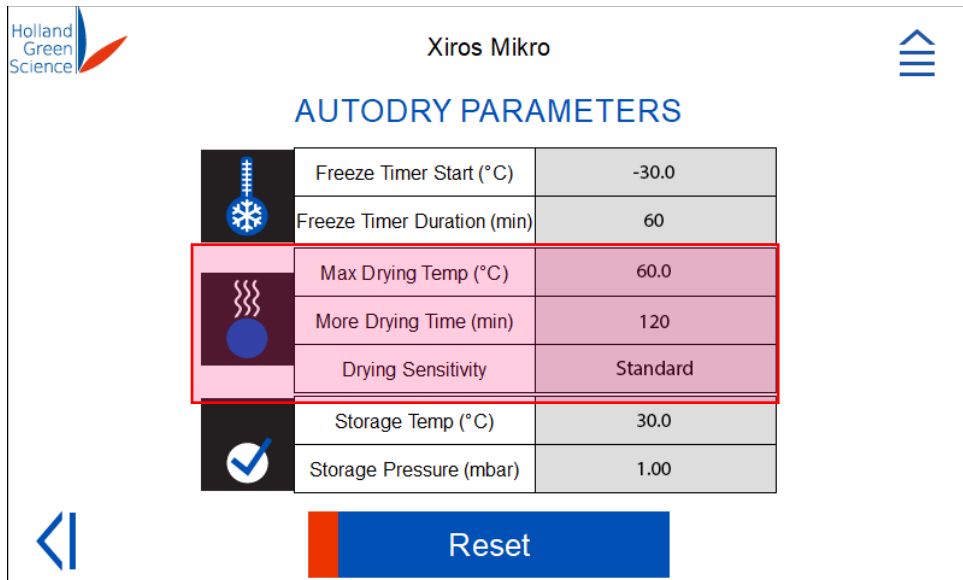 Holland
Green
Science
Xiros Mikro
AUTODRY PARAMETERS
Freeze Timer Start (°C) -30.0
Freeze Timer Duration (min) 60
Max Drying Temp (°C) 60.0
More Drying Time (min) 120
Drying Sensitivity Standard
Storage Temp (°C) 30.0
Storage Pressure (mbar) 1.00
Reset